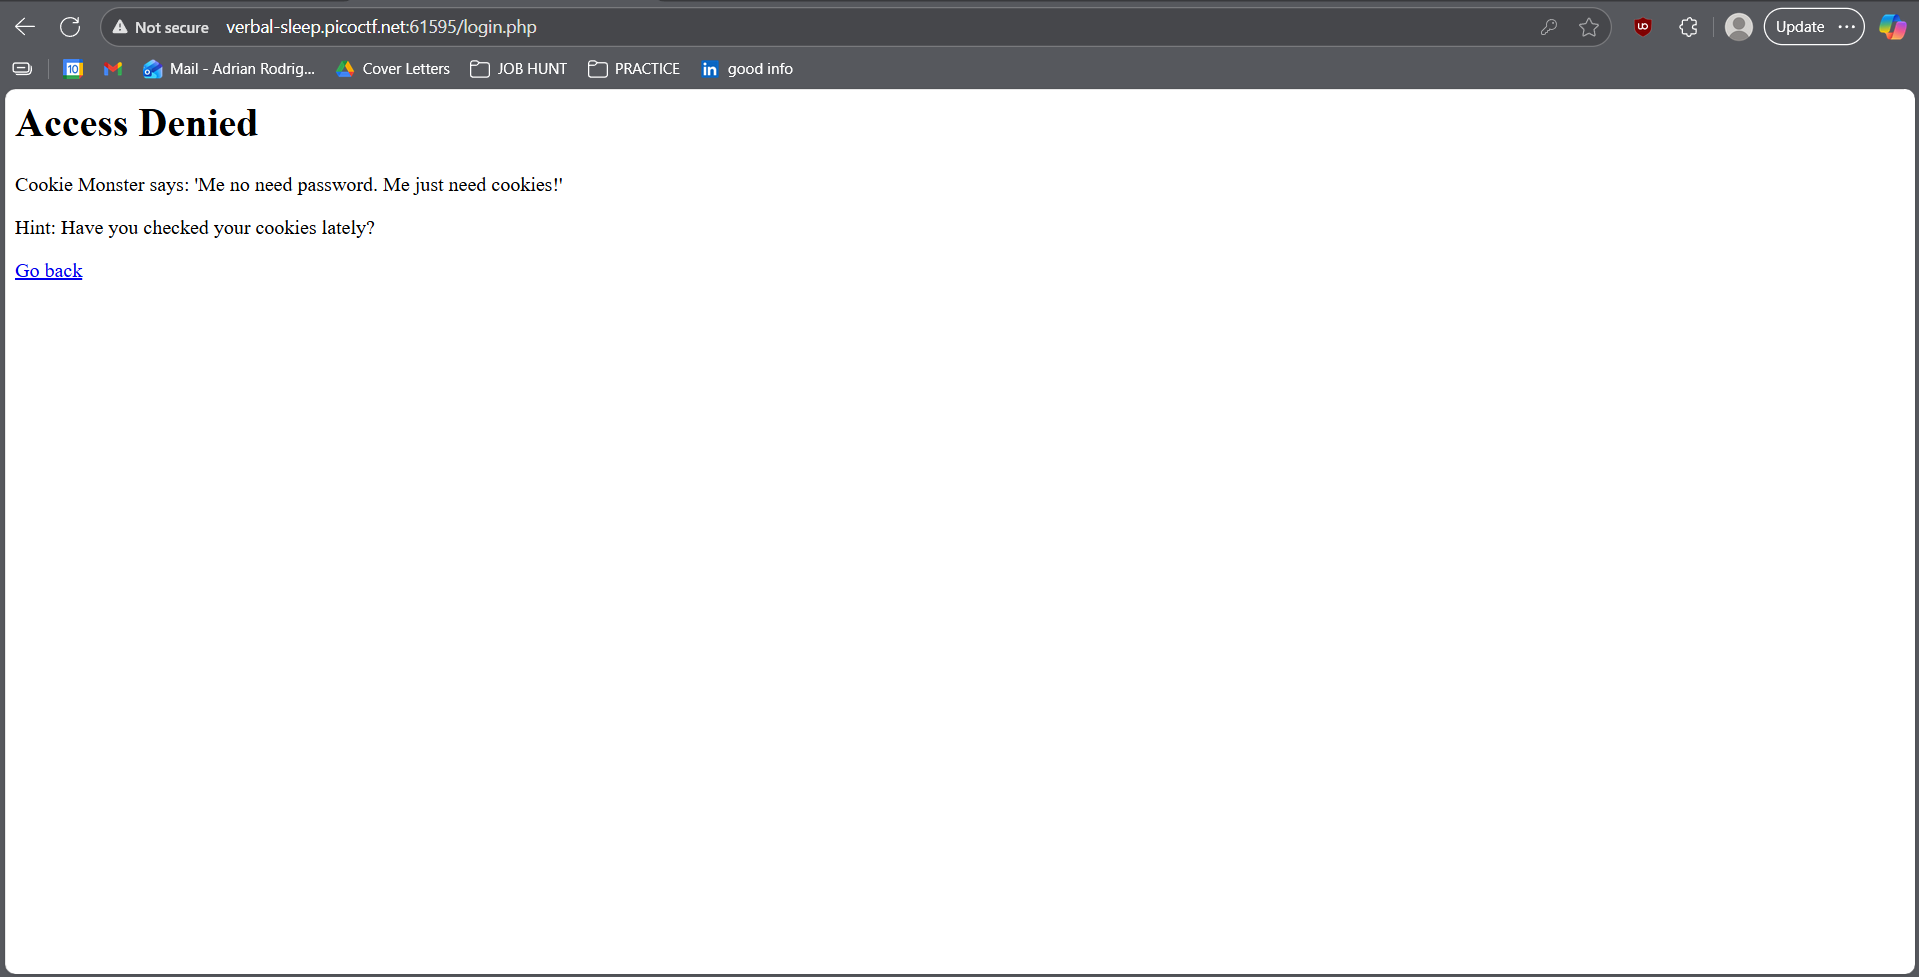 Not secure verbal-sleep.picoctf.net:61595/login.php Update
10 Mail - Adrian Rodrig... Cover Letters JOB HUNT PRACTICE in good info
Access Denied
Cookie Monster says: 'Me no need password. Me just need cookies!'
Hint: Have you checked your cookies lately?
Go back